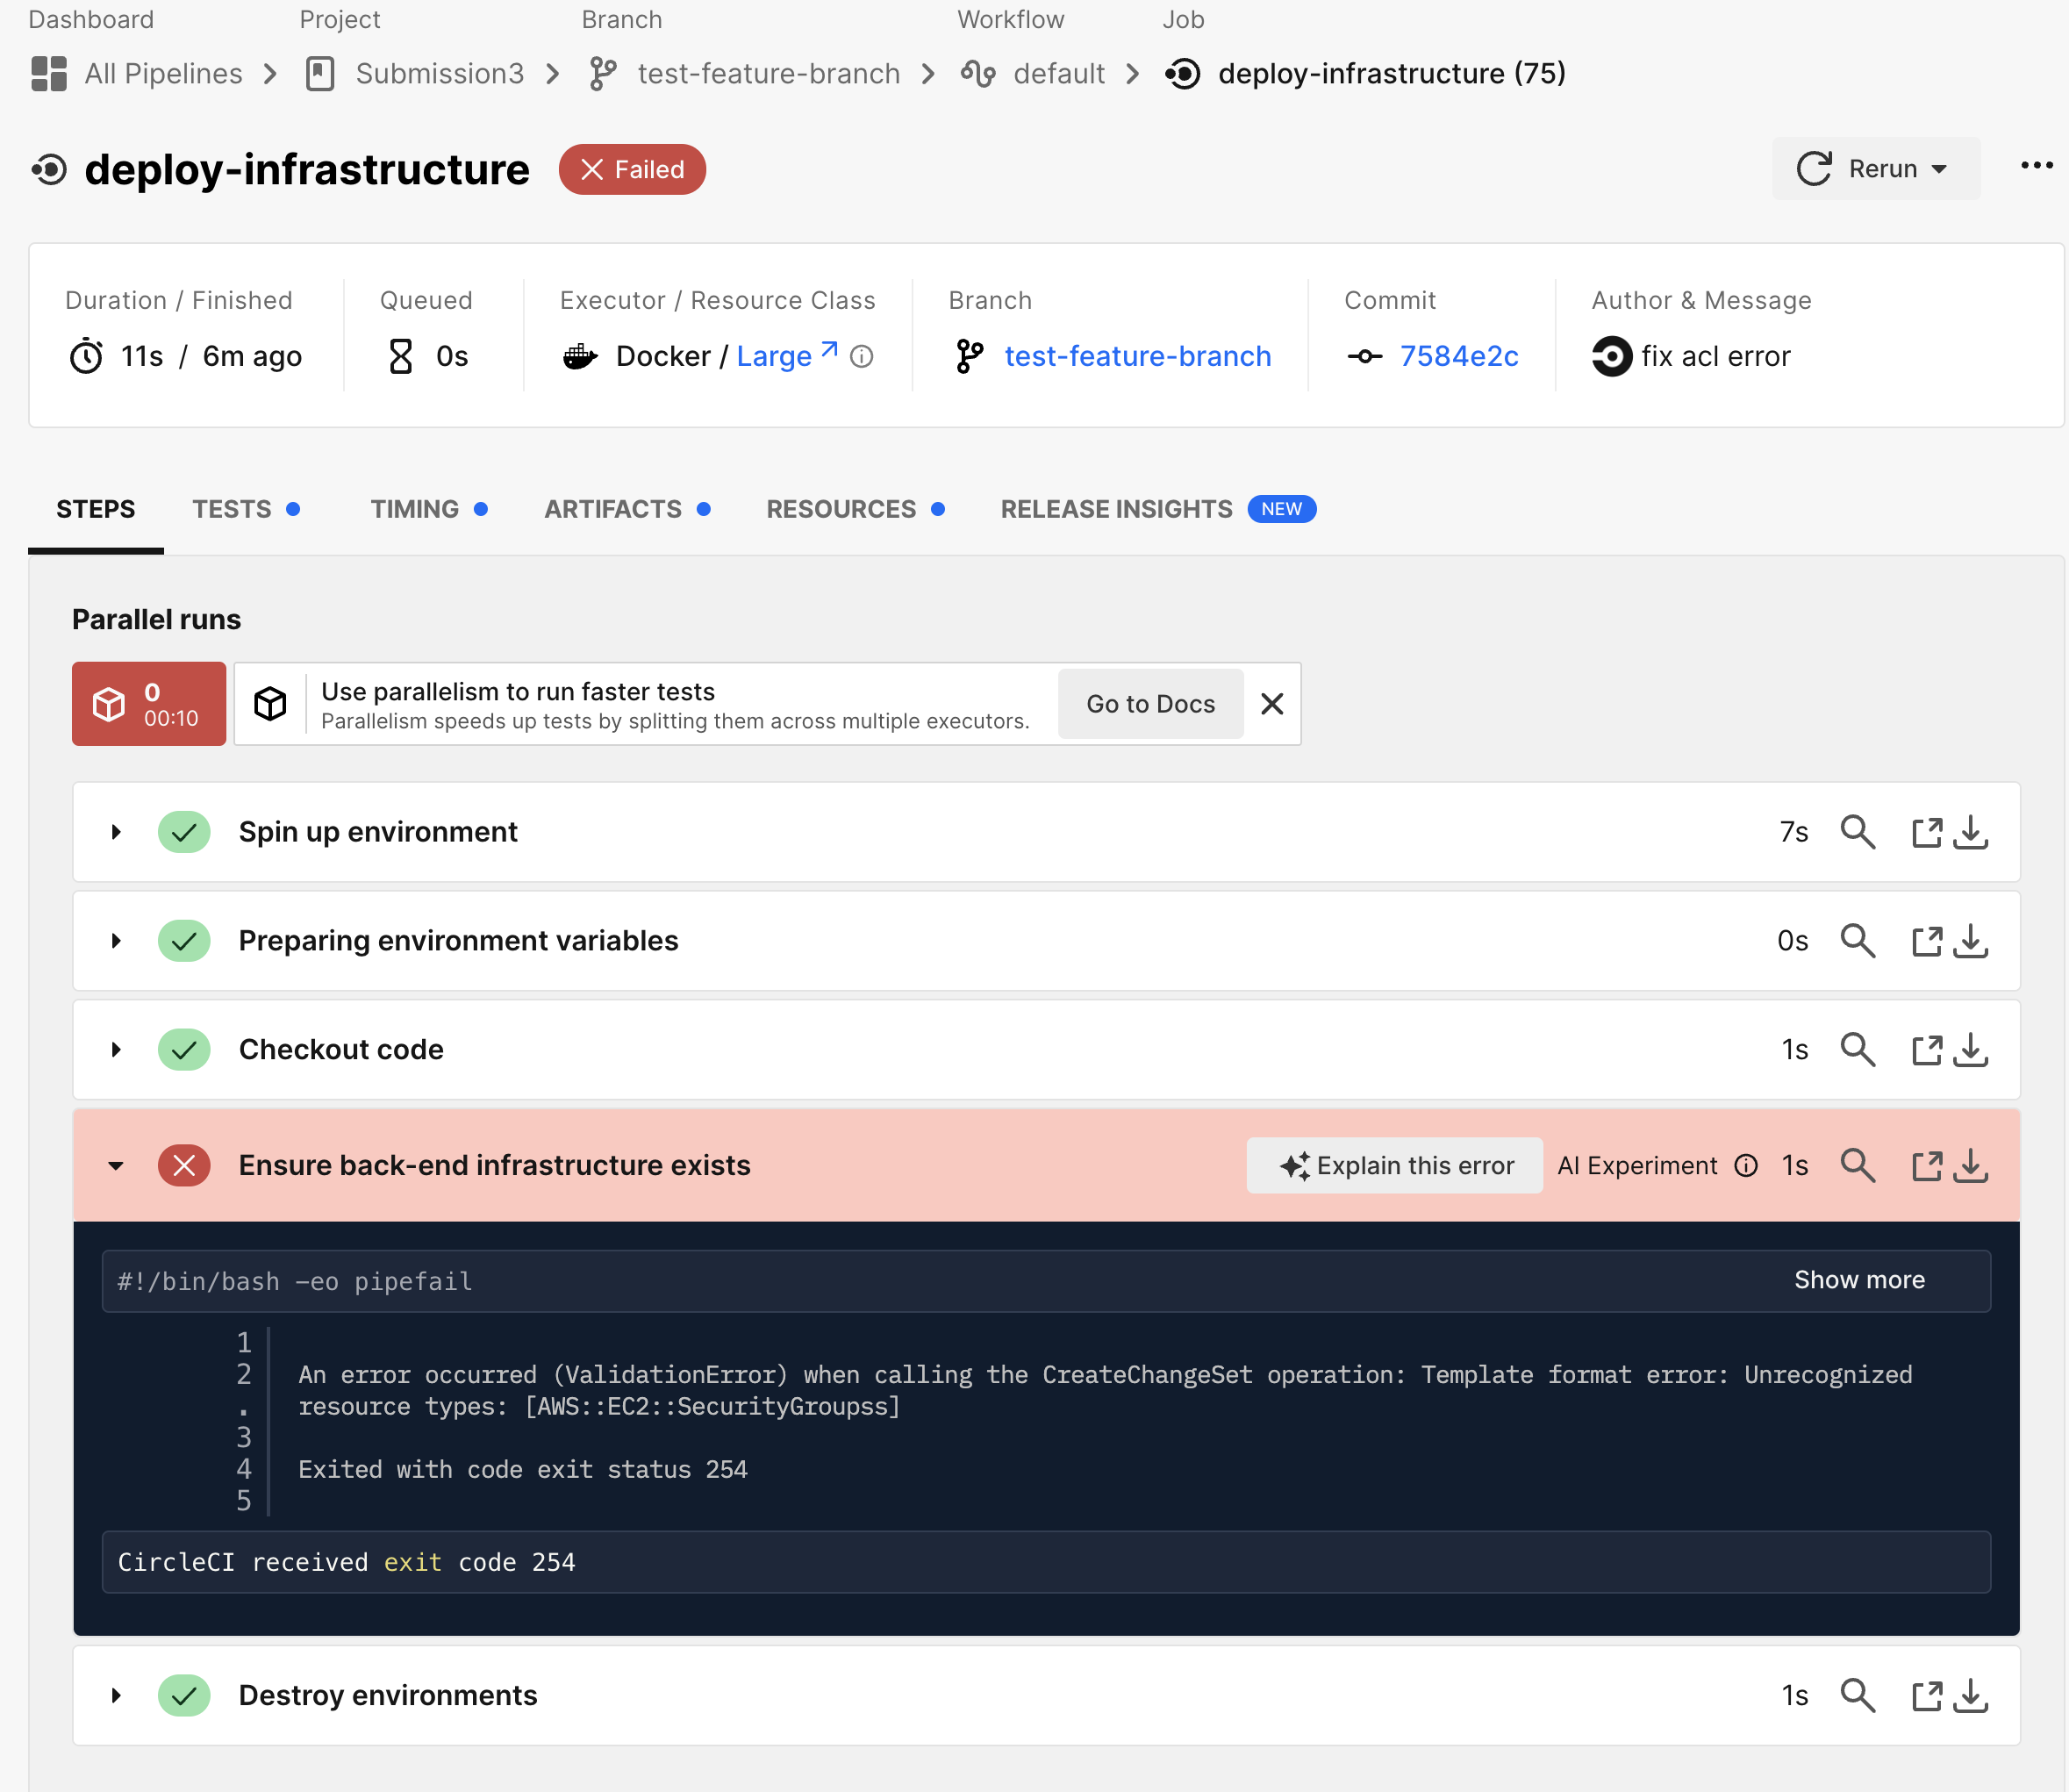 Dashboard Project Branch Workflow Job
All Pipelines Submission3 test-feature-branch default deploy-infrastructure (75)
deploy-infrastructure Failed Rerun
Duration / Finished Queued Executor / Resource Class Branch Commit Author & Message
11s / 6m ago 0s Docker / Large test-feature-branch 7584e2c fix acl error
STEPS TESTS TIMING ARTIFACTS RESOURCES RELEASE INSIGHTS NEW
Parallel runs
0
00:10
Use parallelism to run faster tests
Parallelism speeds up tests by splitting them across multiple executors.
Go to Docs
Spin up environment 7s
Preparing environment variables 0s
Checkout code 1s
Ensure back-end infrastructure exists Explain this error AI Experiment 1s
#!/bin/bash -eo pipefail Show more
1
2 An error occurred (ValidationError) when calling the CreateChangeSet operation: Template format error: Unrecognized
. resource types: [AWS::EC2::SecurityGroupss]
3
4 Exited with code exit status 254
5
CircleCI received exit code 254
Destroy environments 1s